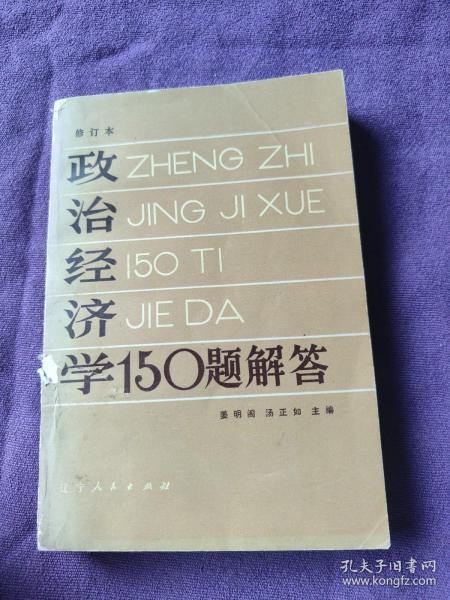 修订本
政 ZHENG ZHI
治 JING JI XUE
经 150 TI
济 JIE DA
学150题解答
姜明阁 汤正如 主编
辽宁人民出版社
孔夫子旧书网
www.kongfz.com